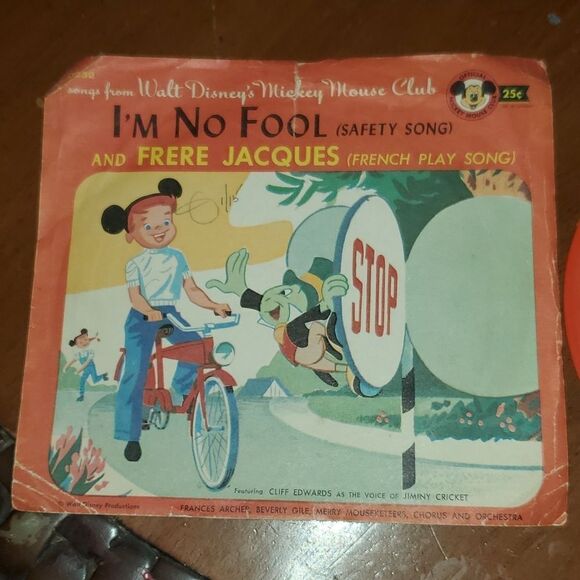 songs from Walt Disney's Mickey Mouse Club
OFFICIAL MICKEY MOUSE CLUB
25¢
I'M NO FOOL (SAFETY SONG)
AND FRERE JACQUES (FRENCH PLAY SONG)
1/15
STOP
Featuring CLIFF EDWARDS AS THE VOICE OF JIMINY CRICKET
© Walt Disney Productions
FRANCES ARCHER, BEVERLY GILE, MERRY MOUSEKETEERS, CHORUS AND ORCHESTRA